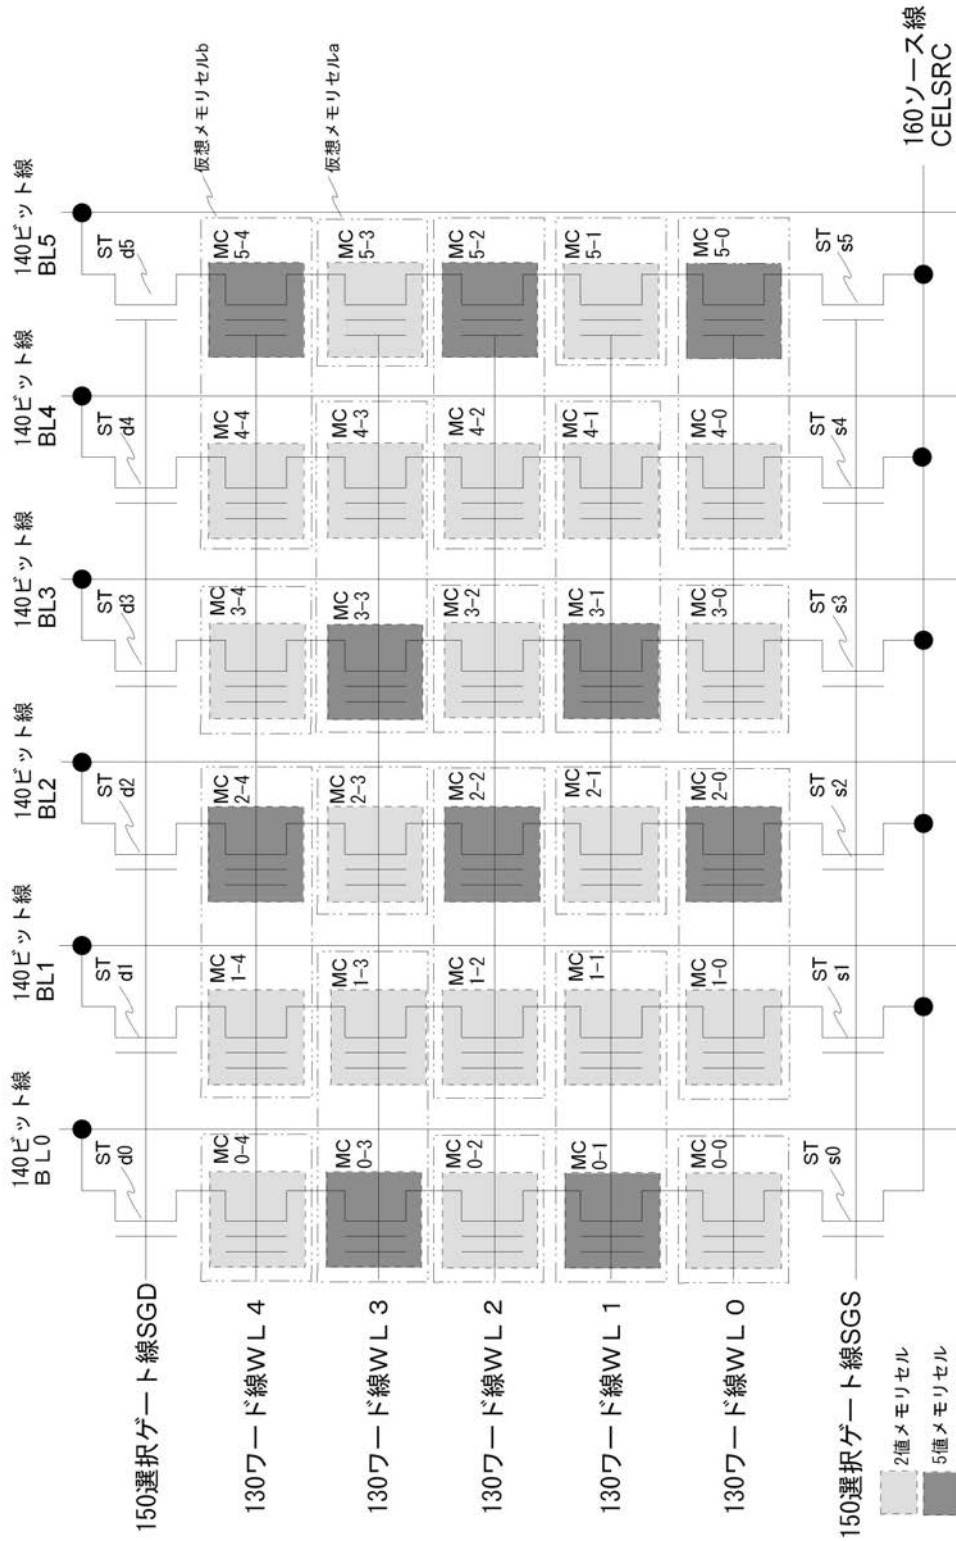 140ビット線
BL0
140ビット線
BL1
140ビット線
BL2
140ビット線
BL3
140ビット線
BL4
140ビット線
BL5
150選択ゲート線SGD
ST
d0
ST
d1
ST
d2
ST
d3
ST
d4
ST
d5
仮想メモリセルb
130ワード線WL4
MC
0-4
MC
1-4
MC
2-4
MC
3-4
MC
4-4
MC
5-4
仮想メモリセルa
130ワード線WL3
MC
0-3
MC
1-3
MC
2-3
MC
3-3
MC
4-3
MC
5-3
130ワード線WL2
MC
0-2
MC
1-2
MC
2-2
MC
3-2
MC
4-2
MC
5-2
130ワード線WL1
MC
0-1
MC
1-1
MC
2-1
MC
3-1
MC
4-1
MC
5-1
130ワード線WL0
MC
0-0
MC
1-0
MC
2-0
MC
3-0
MC
4-0
MC
5-0
150選択ゲート線SGS
ST
s0
ST
s1
ST
s2
ST
s3
ST
s4
ST
s5
160ソース線
CELSRC
2値メモリセル
5値メモリセル